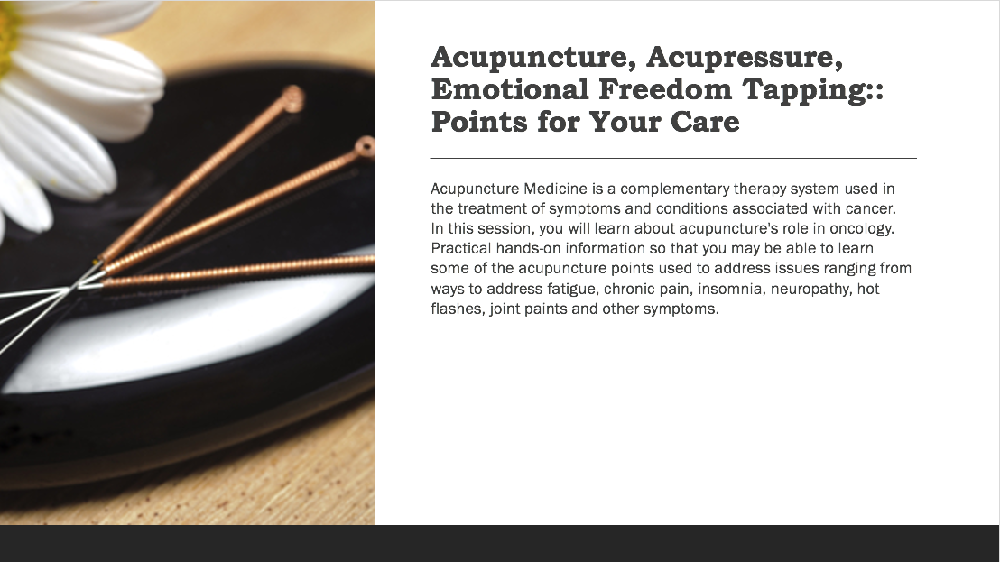 Acupuncture, Acupressure,
Emotional Freedom Tapping::
Points for Your Care
Acupuncture Medicine is a complementary therapy system used in
the treatment of symptoms and conditions associated with cancer.
In this session, you will learn about acupuncture's role in oncology.
Practical hands-on information so that you may be able to learn
some of the acupuncture points used to address issues ranging from
ways to address fatigue, chronic pain, insomnia, neuropathy, hot
flashes, joint paints and other symptoms.